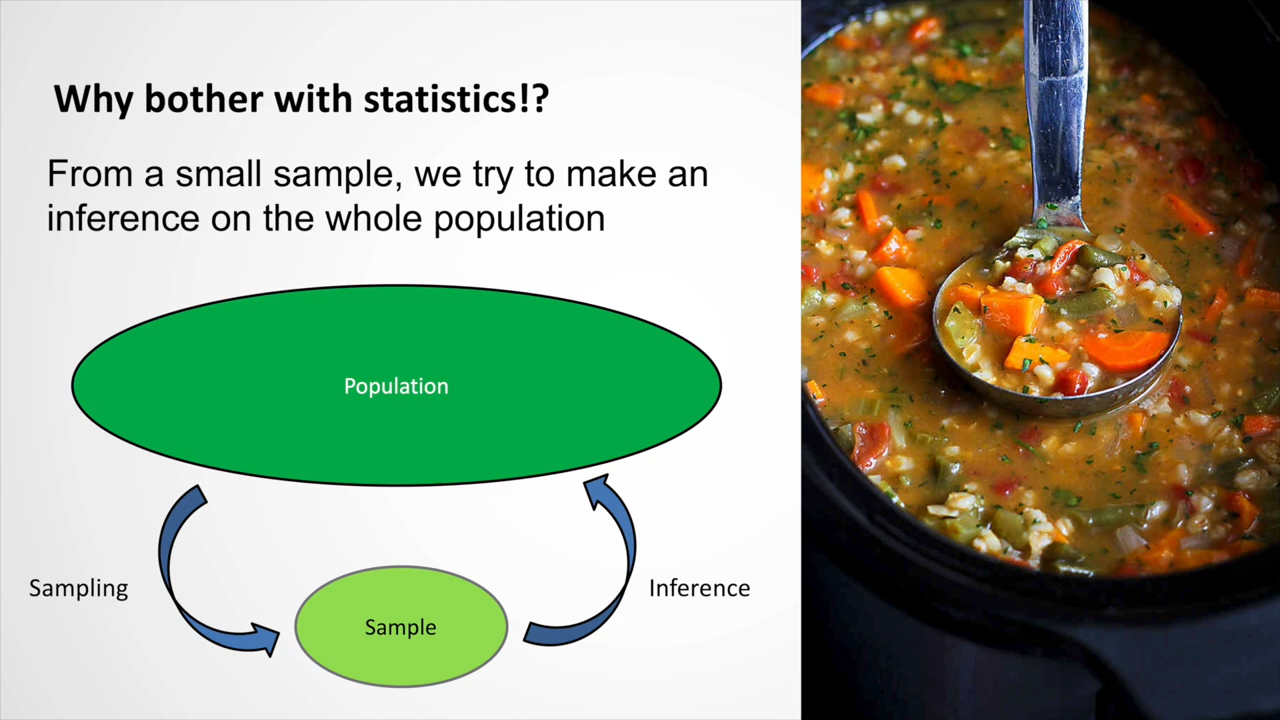 Why bother with statistics!?
From a small sample, we try to make an
inference on the whole population
Population
Sampling
Inference
Sample